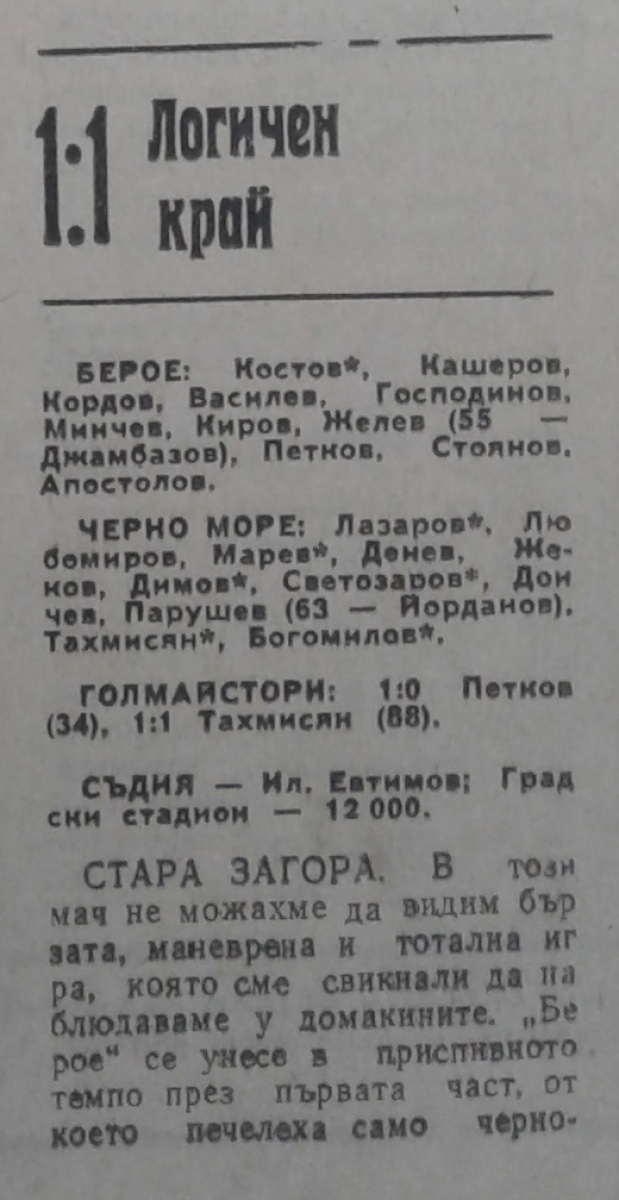 1:1 Логичен
край
БЕРОЕ: Костов*, Кашеров,
Кордов, Василев, Господинов,
Минчев, Киров, Желев (55 —
Джамбазов), Петков, Стоянов,
Апостолов.
ЧЕРНО МОРЕ: Лазаров*, Лю
бомиров, Марев*, Денев, Же-
ков, Димов*, Светозаров*, Дон
чев, Парушев (63 — Йорданов),
Тахмисян*, Богомилов*.
ГОЛМАЙСТОРИ: 1:0 Петков
(34), 1:1 Тахмисян (88).
СЪДИЯ — Ил. Евтимов; Град
ски стадион — 12 000.
СТАРА ЗАГОРА. В този
мач не можахме да видим бър
зата, маневрена и тотална иг
ра, която сме свикнали да на
блюдаваме у домакините. „Бе
рое“ се унесе в приспивното
темпо през първата част, от
което печелеха само черно-